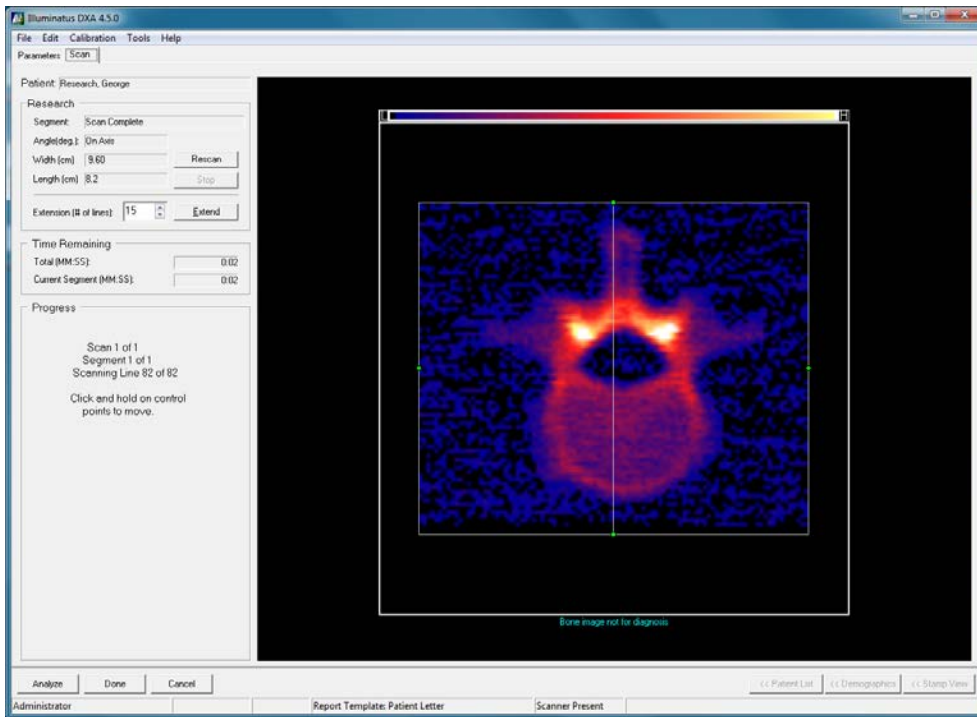 Illuminatus DXA 4.5.0
File Edit Calibration Tools Help
Parameters Scan
Patient: Research, George
Research
Segment: Scan Complete
Angle(deg.): On Axis
Width (cm) 9.60 Rescan
Length (cm) 8.2 Stop
Extension (# of lines): 15 Extend
Time Remaining
Total (MM:SS): 0:02
Current Segment (MM:SS): 0:02
Progress
Scan 1 of 1
Segment 1 of 1
Scanning Line 82 of 82
Click and hold on control
points to move.
L H
Bone image not for diagnosis
Analyze Done Cancel << Patient List << Demographics << Stamp View
Administrator Report Template: Patient Letter Scanner Present